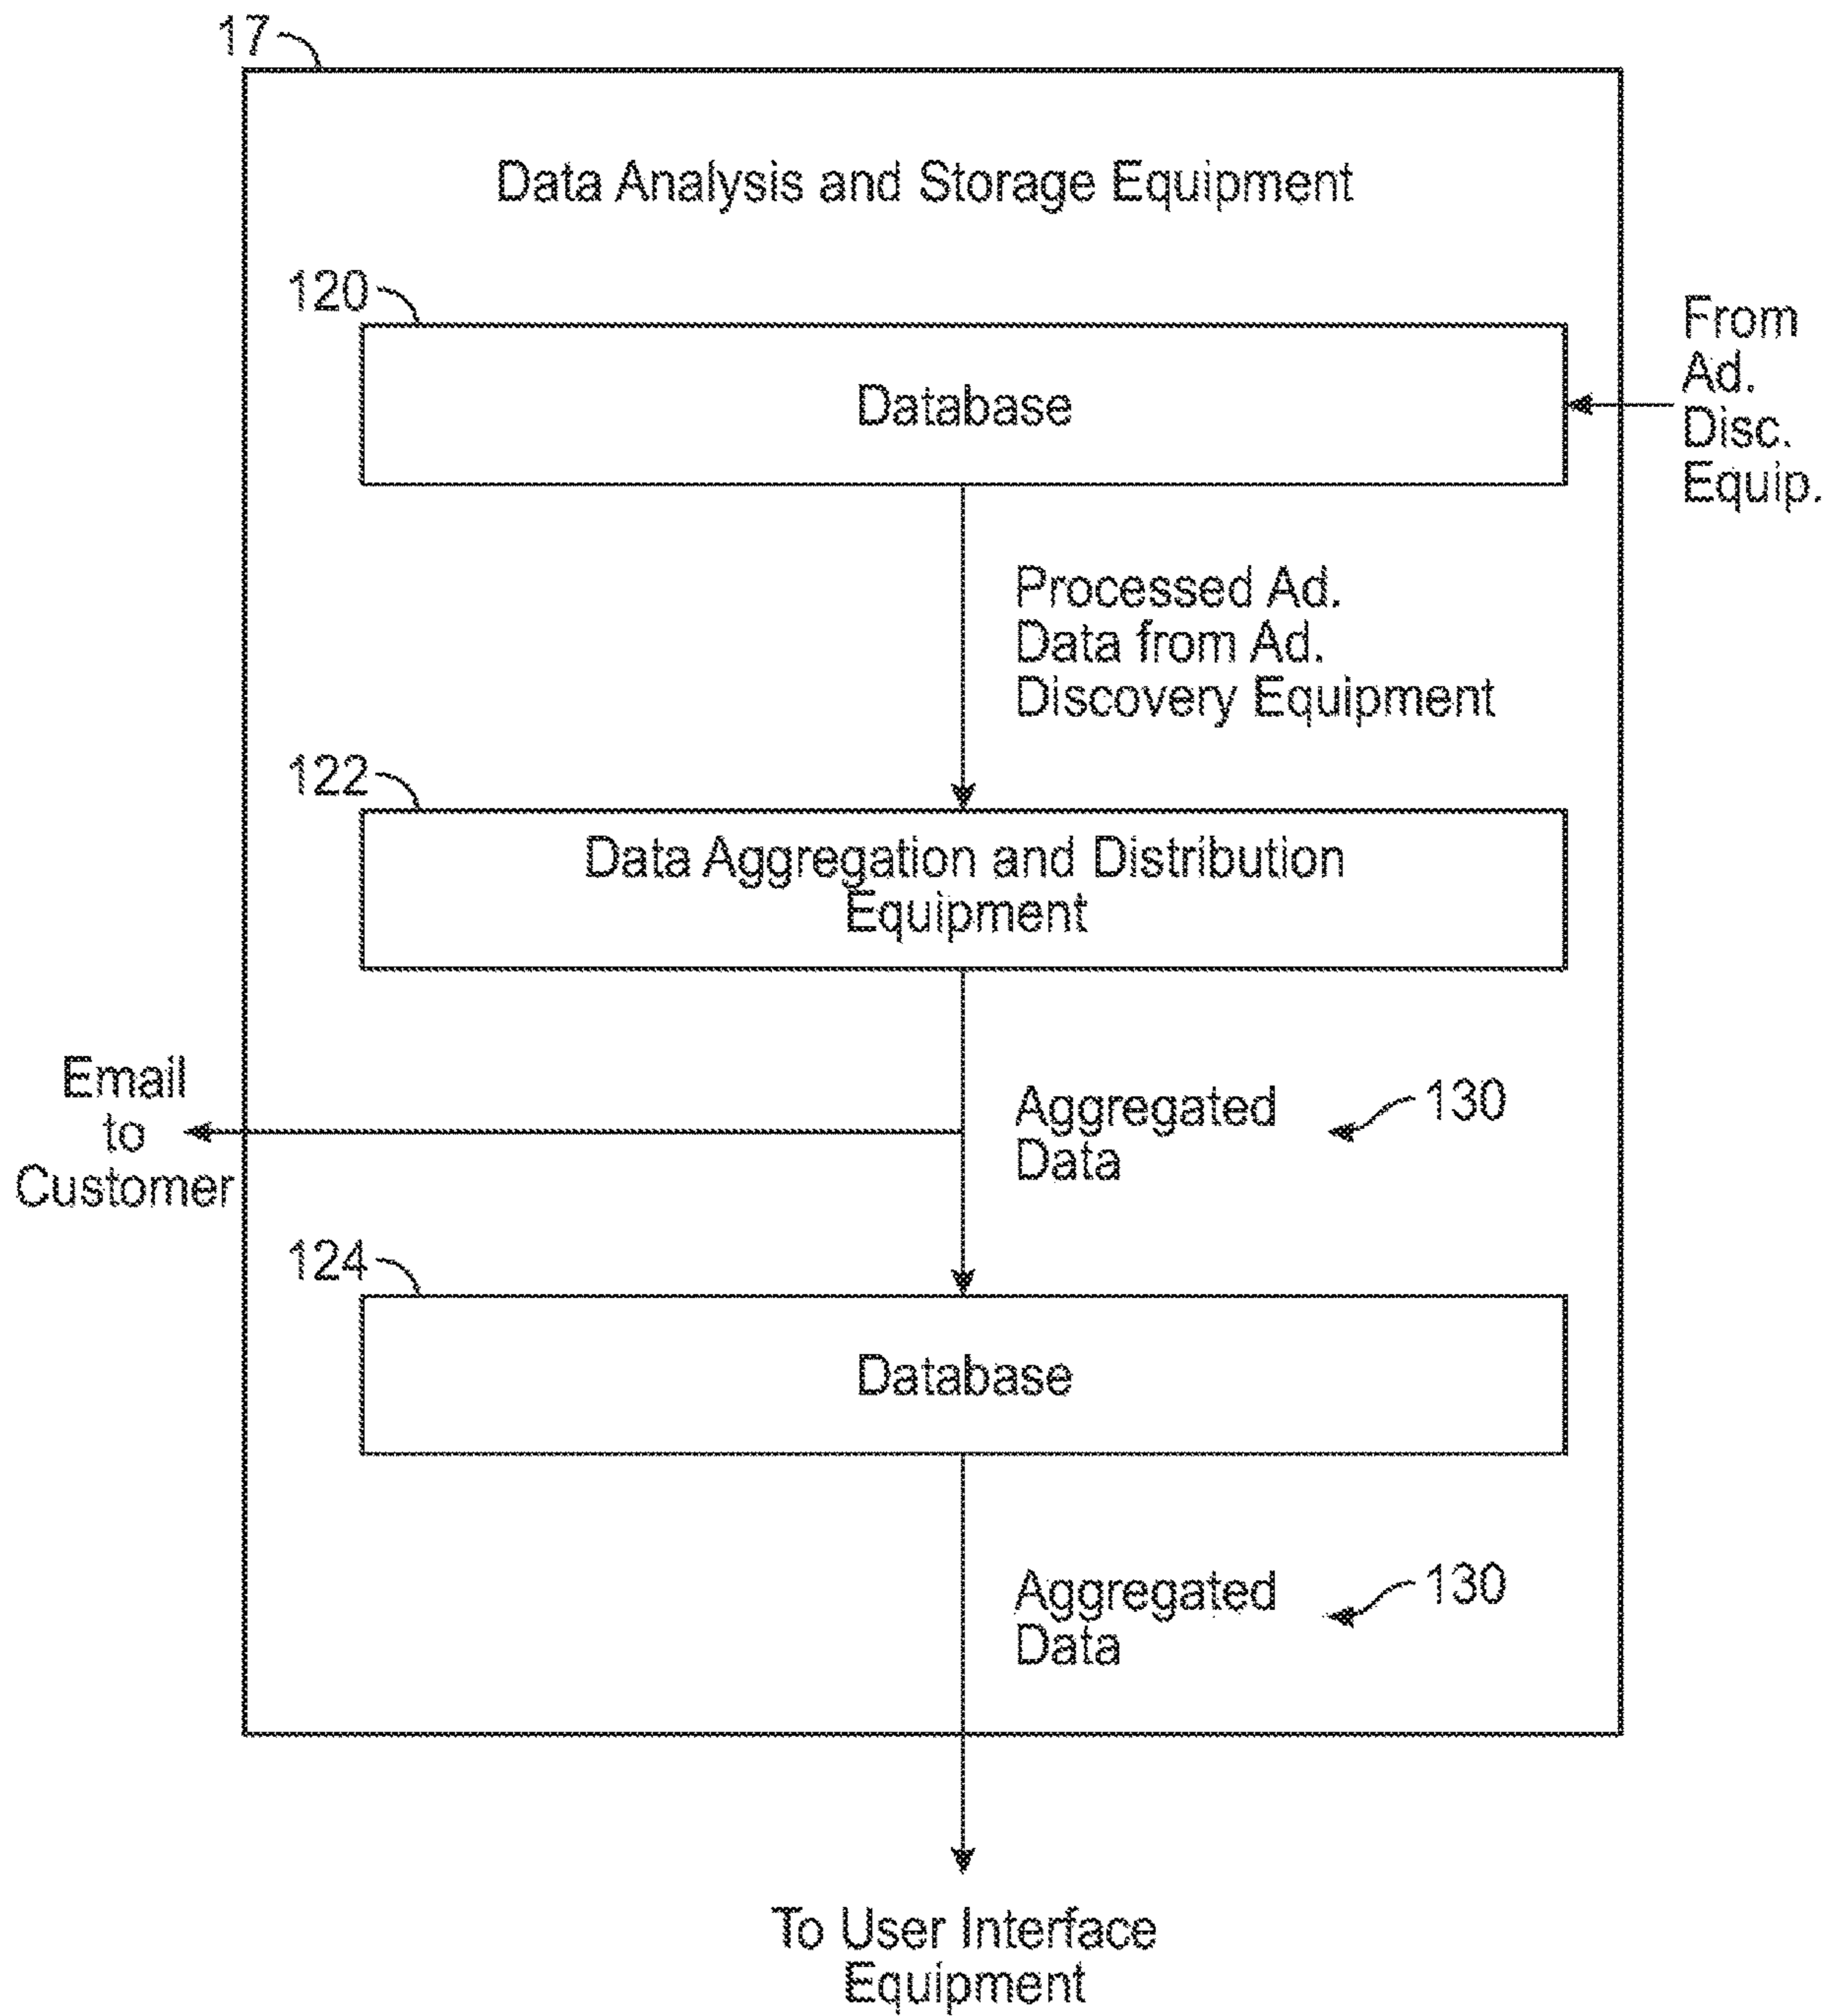 17
Data Analysis and Storage Equipment
120
Database
From
Ad.
Disc.
Equip.
Processed Ad.
Data from Ad.
Discovery Equipment
122
Data Aggregation and Distribution
Equipment
Email
to
Customer
Aggregated
Data
130
124
Database
Aggregated
Data
130
To User Interface
Equipment